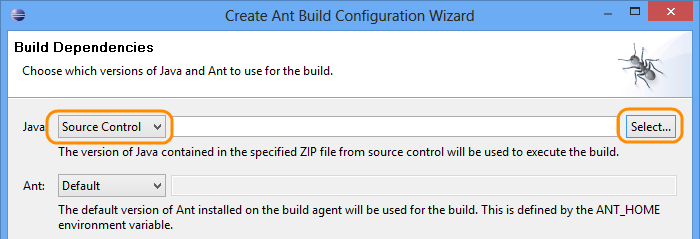 Create Ant Build Configuration Wizard
Build Dependencies
Choose which versions of Java and Ant to use for the build.
Java: Source Control Select...
The version of Java contained in the specified ZIP file from source control will be used to execute the build.
Ant: Default
The default version of Ant installed on the build agent will be used for the build. This is defined by the ANT_HOME
environment variable.